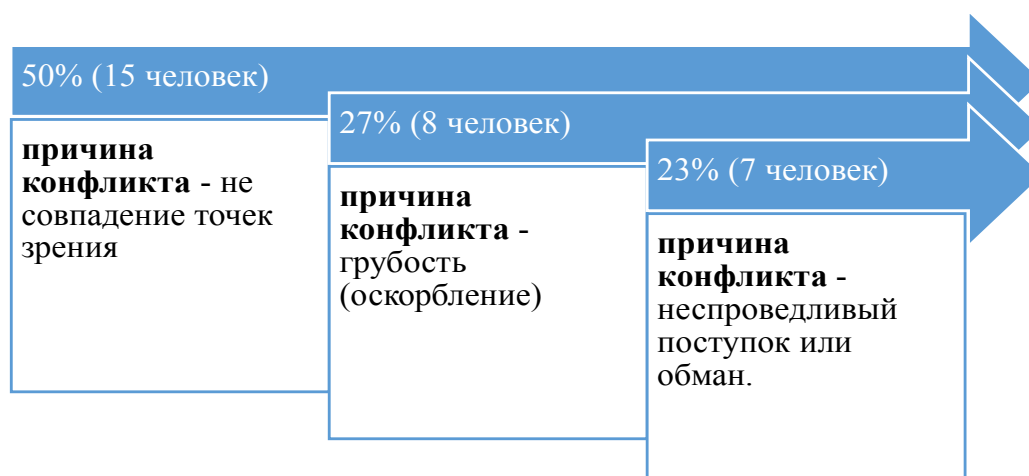 50% (15 человек)
причина
конфликта - не
совпадение точек
зрения
27% (8 человек)
причина
конфликта -
грубость
(оскорбление)
23% (7 человек)
причина
конфликта -
неспроведливый
поступок или
обман.